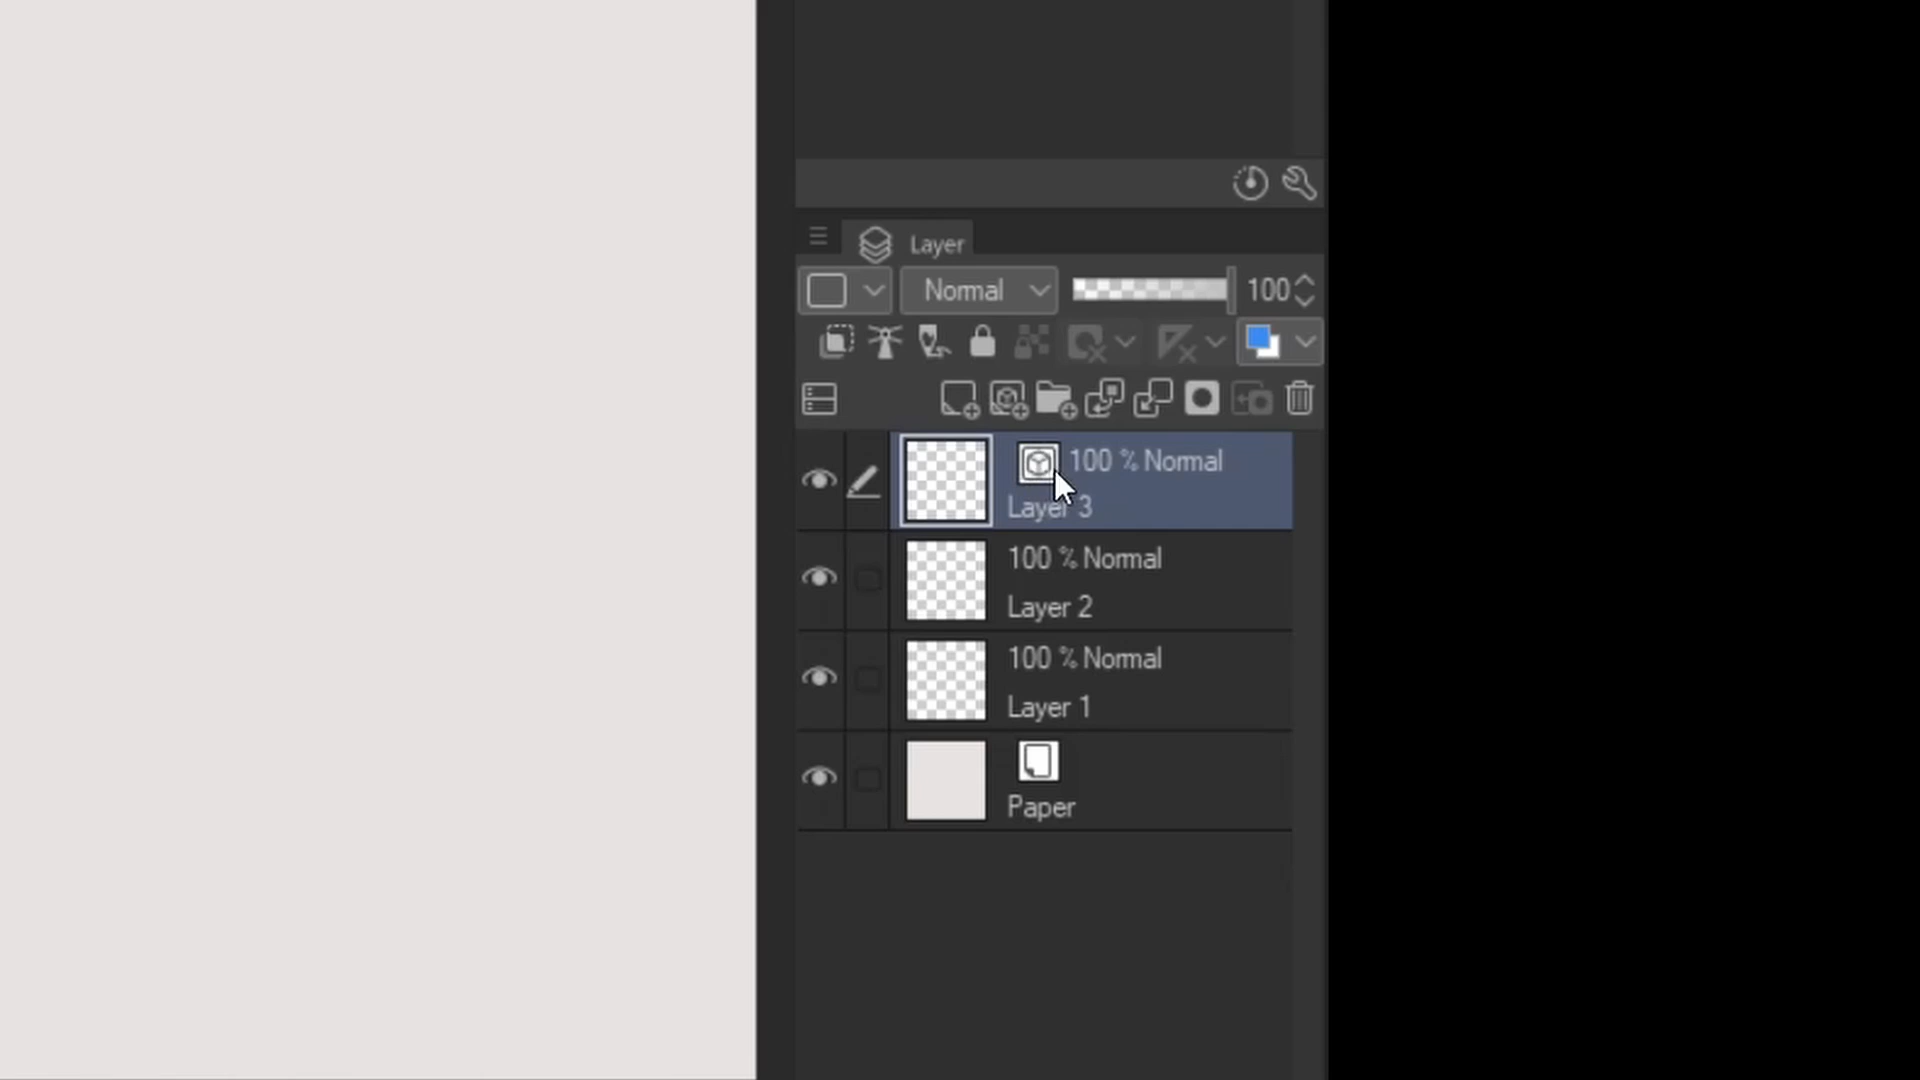 Layer
Normal 100
100 % Normal
Layer 3
100 % Normal
Layer 2
100 % Normal
Layer 1
Paper